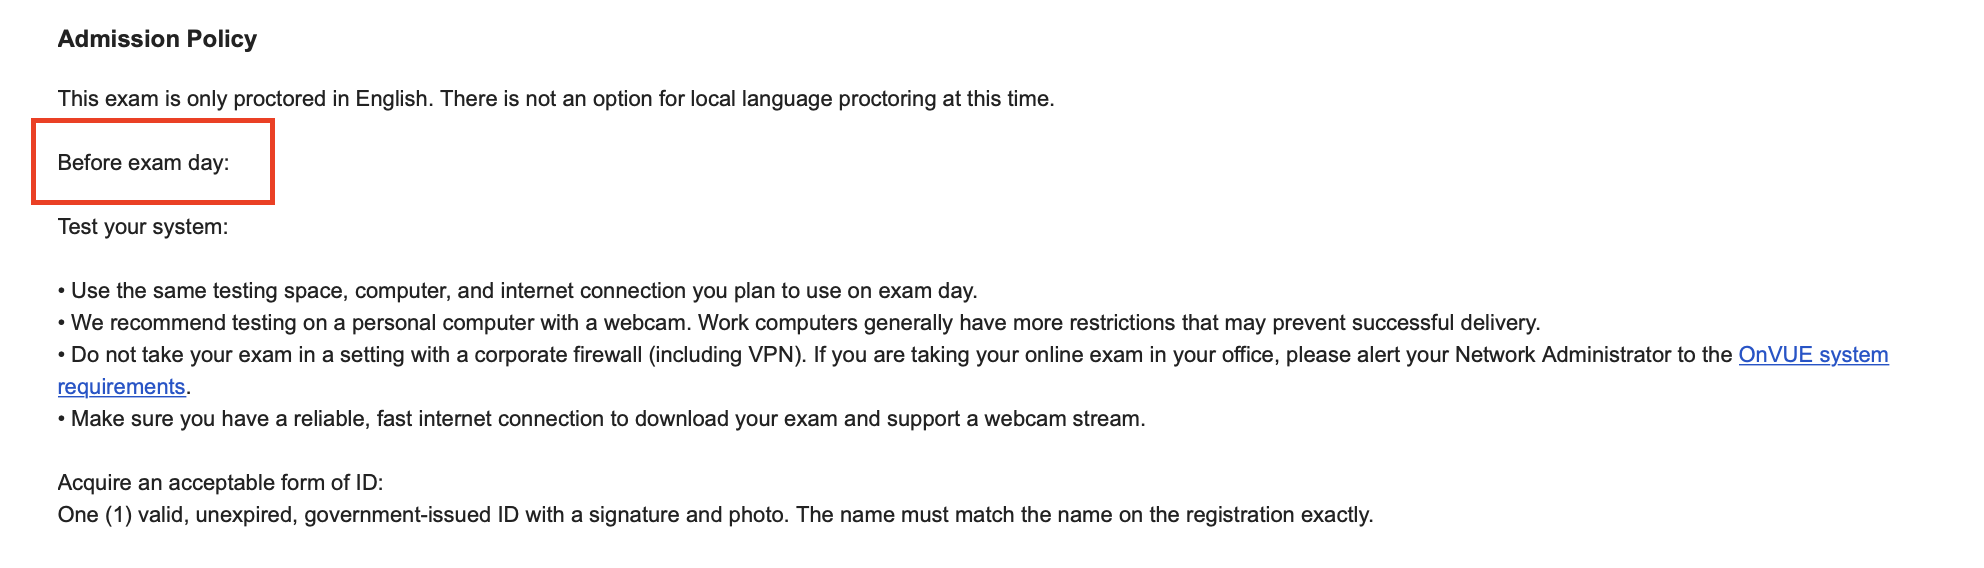 Admission Policy
This exam is only proctored in English. There is not an option for local language proctoring at this time.
Before exam day:
Test your system:
• Use the same testing space, computer, and internet connection you plan to use on exam day.
• We recommend testing on a personal computer with a webcam. Work computers generally have more restrictions that may prevent successful delivery.
• Do not take your exam in a setting with a corporate firewall (including VPN). If you are taking your online exam in your office, please alert your Network Administrator to the OnVUE system
requirements.
• Make sure you have a reliable, fast internet connection to download your exam and support a webcam stream.
Acquire an acceptable form of ID:
One (1) valid, unexpired, government-issued ID with a signature and photo. The name must match the name on the registration exactly.